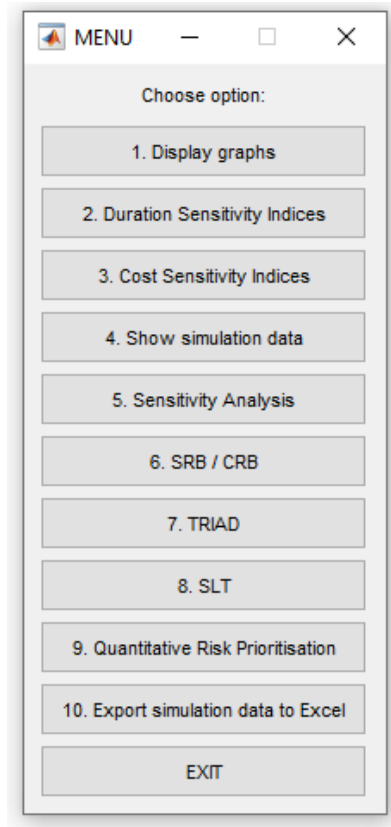 MENU
Choose option:
1. Display graphs
2. Duration Sensitivity Indices
3. Cost Sensitivity Indices
4. Show simulation data
5. Sensitivity Analysis
6. SRB / CRB
7. TRIAD
8. SLT
9. Quantitative Risk Prioritisation
10. Export simulation data to Excel
EXIT